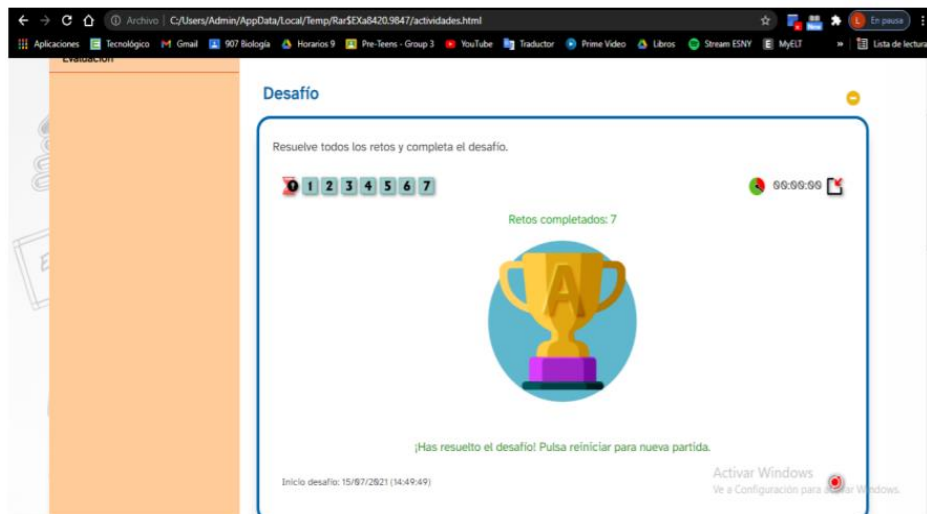 Archivo | C:/Users/Admin/AppData/Local/Temp/Rar$EXa8420.9847/actividades.html
L En pausa
Aplicaciones Tecnológico Gmail 907 Biología Horarios 9 Pre-Teens - Group 3 YouTube Traductor Prime Video Libros Stream ESNY E MyELT » Lista de lectura
Evaluación
Desafío
Resuelve todos los retos y completa el desafío.
1 2 3 4 5 6 7
00:00:00
Retos completados: 7
A
¡Has resuelto el desafío! Pulsa reiniciar para nueva partida.
Inicio desafío: 15/07/2021 (14:49:49)
Activar Windows
Ve a Configuración para activar Windows.